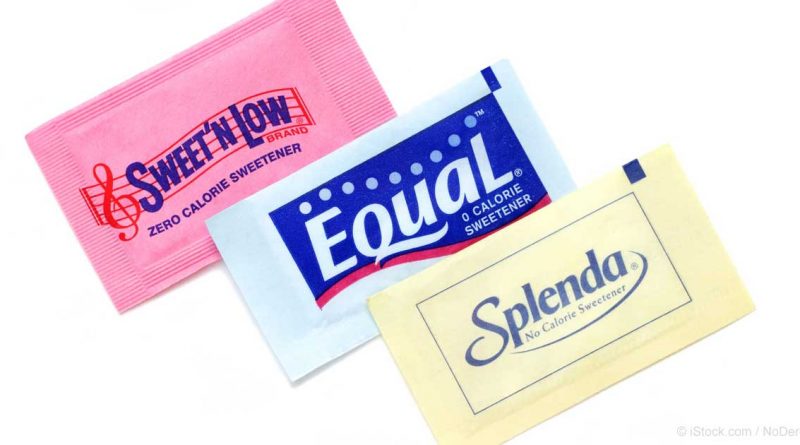 SWEET'N LOW®
BRAND
ZERO CALORIE SWEETENER
EQUAL®
™
0 CALORIE
SWEETENER
Splenda®
No Calorie Sweetener
© iStock.com / NoDer